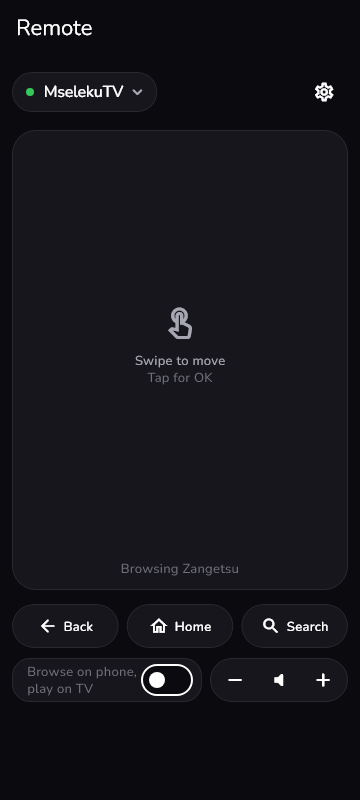 Remote
MselekuTV
Swipe to move
Tap for OK
Browsing Zangetsu
Back
Home
Search
Browse on phone,
play on TV